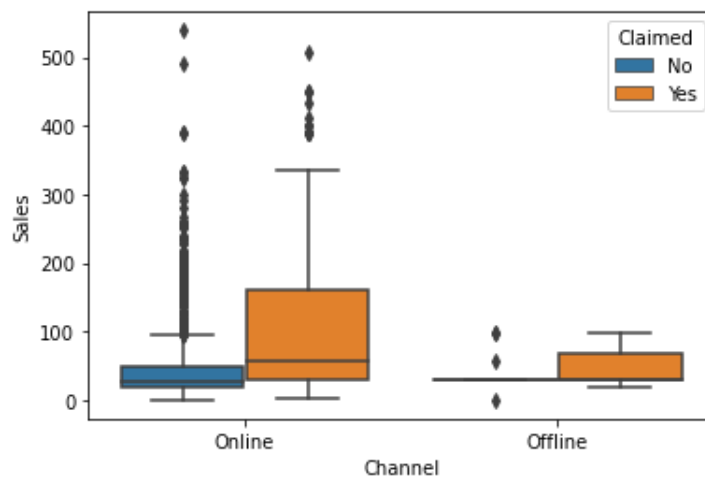 500
400
300
200
100
0
Sales
Claimed
No
Yes
Online
Offline
Channel